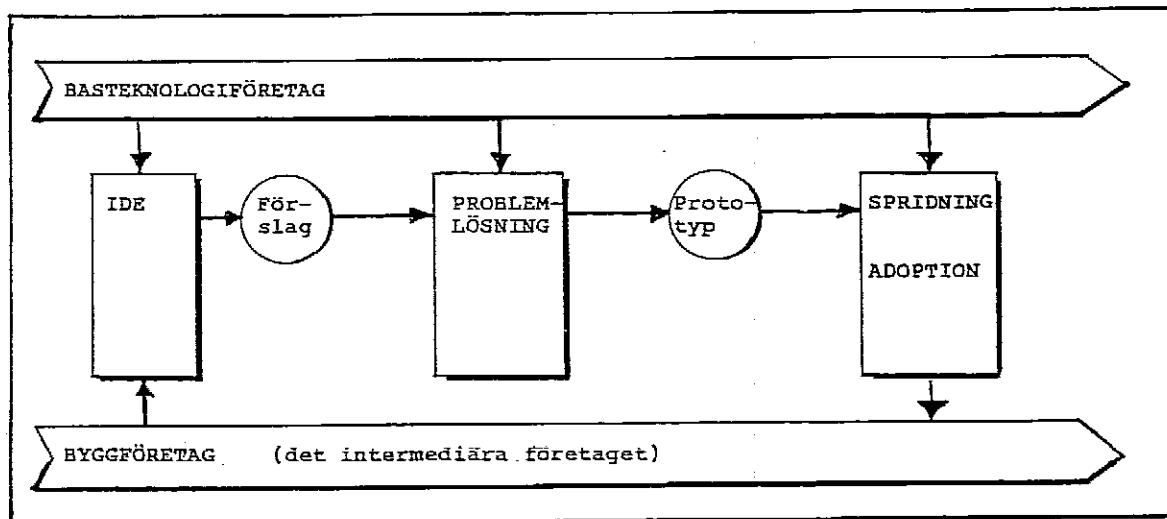 BASTEKNOLOGIFÖRETAG
IDE
För-
slag
PROBLEM-
LÖSNING
Proto-
typ
SPRIDNING
ADOPTION
BYGGFÖRETAG (det intermediära företaget)